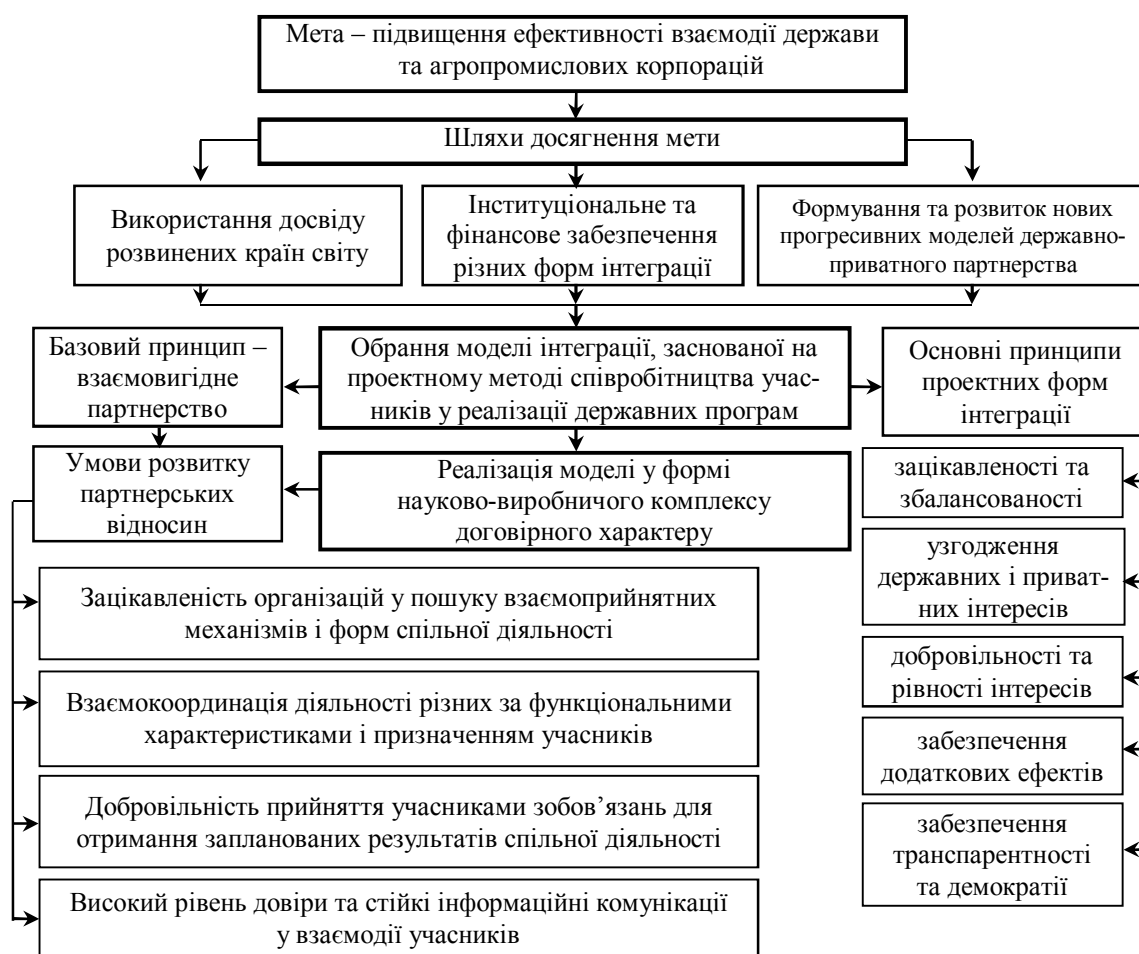 Мета – підвищення ефективності взаємодії держави
та агропромислових корпорацій
Шляхи досягнення мети
Використання досвіду
розвинених країн світу
Інституціональне та
фінасове забезпечення
різних форм інтеграції
Формування та розвиток нових
прогресивних моделей державно-
приватного партнерства
Базовий принцип –
взаємовигідне
партнерство
Обрання моделі інтеграції, заснованої на
проектному методі співробітництва учас-
ників у реалізації державних програм
Основні принципи
проектних форм
інтеграції
Умови розвитку
партнерських
відносин
Реалізація моделі у формі
науково-виробничого комплексу
договірного характеру
зацікавленості та
збалансованості
узгодження
державних і приват-
них інтересів
добровільності та
рівності інтересів
забезпечення
додаткових ефектів
забезпечення
транспарентності
та демократії
Зацікавленість організацій у пошуку взаємоприйнятних
механізмів і форм спільної діяльності
Взаємокоординація діяльності різних за функціональними
характеристиками і призначенням учасників
Добровільність прийняття учасниками зобов’язань для
отримання запланованих результатів спільної діяльності
Високий рівень довіри та стійкі інформаційні комунікації
у взаємодії учасників